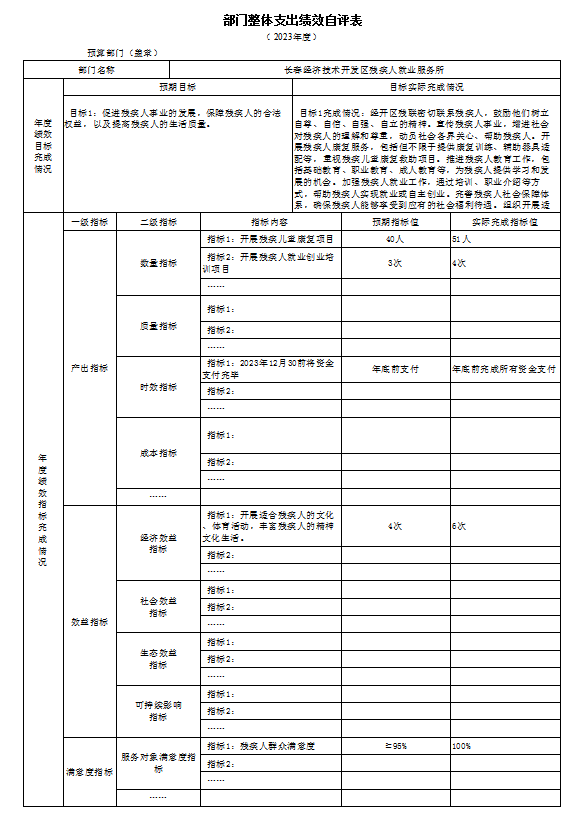 部门整体支出绩效自评表
（ 2023年度）
预算部门（盖章）
部门名称 长春经济技术开发区残疾人就业服务所
年度绩效目标完成情况
预期目标 目标实际完成情况
目标1：促进残疾人事业的发展，保障残疾人的合法
权益，以及提高残疾人的生活质量。
目标1完成情况：经开区残联密切联系残疾人，鼓励他们树立
自尊、自信、自强、自立的精神。宣传残疾人事业，增进社会
对残疾人的理解和尊重，动员社会各界关心、帮助残疾人。开
展残疾人康复服务，包括但不限于提供康复训练、辅助器具适
配等，重视残疾儿童康复救助项目。推进残疾人教育工作，包
括基础教育、职业教育、成人教育等，为残疾人提供学习和发
展的机会。加强残疾人就业工作，通过培训、职业介绍等方
式，帮助残疾人实现就业或自主创业。完善残疾人社会保障体
系，确保残疾人能够享受到应有的社会福利待遇。组织开展适
年度绩效指标完成情况
一级指标 二级指标 指标内容 预期指标值 实际完成指标值
产出指标
数量指标
指标1：开展残疾儿童康复项目 40人 51人
指标2：开展残疾人就业创业培
训项目 3次 4次
……
质量指标
指标1：
指标2：
……
时效指标
指标1：2023年12月30前将资金
支付完毕 年底前支付 年底前完成所有资金支付
指标2：
……
成本指标
指标1：
指标2：
……
……
效益指标
经济效益
指标
指标1：开展适合残疾人的文化
、体育活动，丰富残疾人的精神
文化生活。 4次 6次
指标2：
……
社会效益
指标
指标1：
指标2：
……
生态效益
指标
指标1：
指标2：
……
可持续影响
指标
指标1：
指标2：
……
满意度指标
服务对象满意度指
标
指标1：残疾人群众满意度 ≥95% 100%
指标2：
……
……